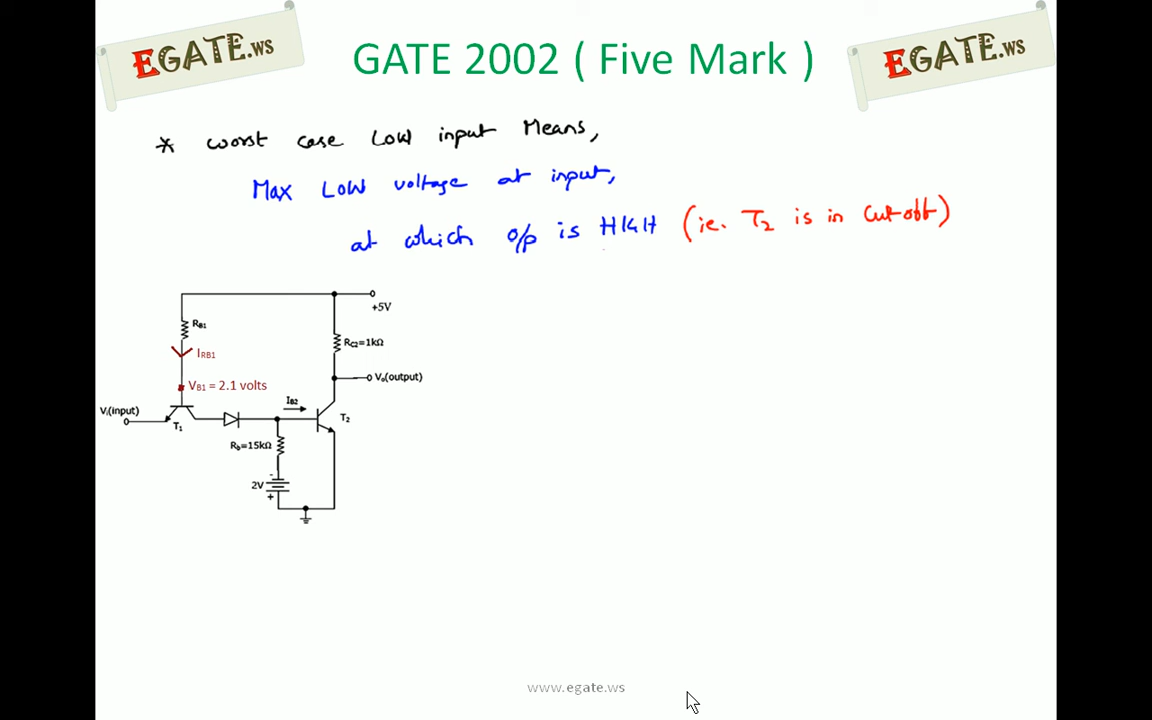 EGATE.ws
GATE 2002 ( Five Mark )
EGATE.ws
* worst case Low input Means,
Max LOW voltage at input,
at which o/p is HIGH (ie. T2 is in cut off)
+5V
RB1
RC2=1kΩ
IRB1
Vo(output)
VB1 = 2.1 volts
IB2
Vi(input)
T1
T2
Rb=15kΩ
-
2V
+
www.egate.ws